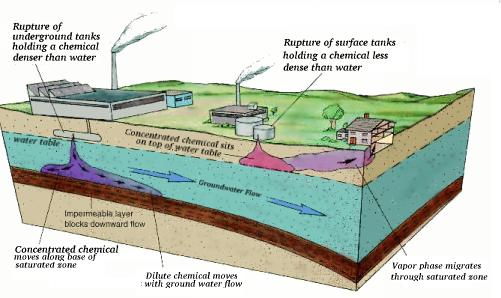 Rupture of
underground tanks
holding a chemical
denser than water
Rupture of surface tanks
holding a chemical less
dense than water
Concentrated chemical sits
on top of water table
water table
Groundwater Flow
Impermeable layer
blocks downward flow
Concentrated chemical
moves along base of
saturated zone
Dilute chemical moves
with ground water flow
Vapor phase migrates
through saturated zone